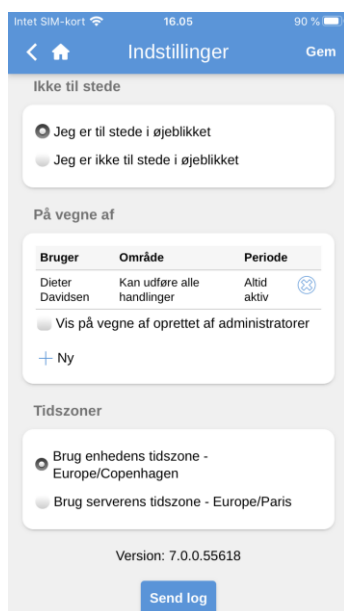 Intet SIM-kort 16.05 90 %
Indstillinger Gem
Ikke til stede
Jeg er til stede i øjeblikket
Jeg er ikke til stede i øjeblikket
På vegne af
Bruger Område Periode
Dieter Kan udføre alle Altid
Davidsen handlinger aktiv
Vis på vegne af oprettet af administratorer
Ny
Tidszoner
Brug enhedens tidszone -
Europe/Copenhagen
Brug serverens tidszone - Europe/Paris
Version: 7.0.0.55618
Send log